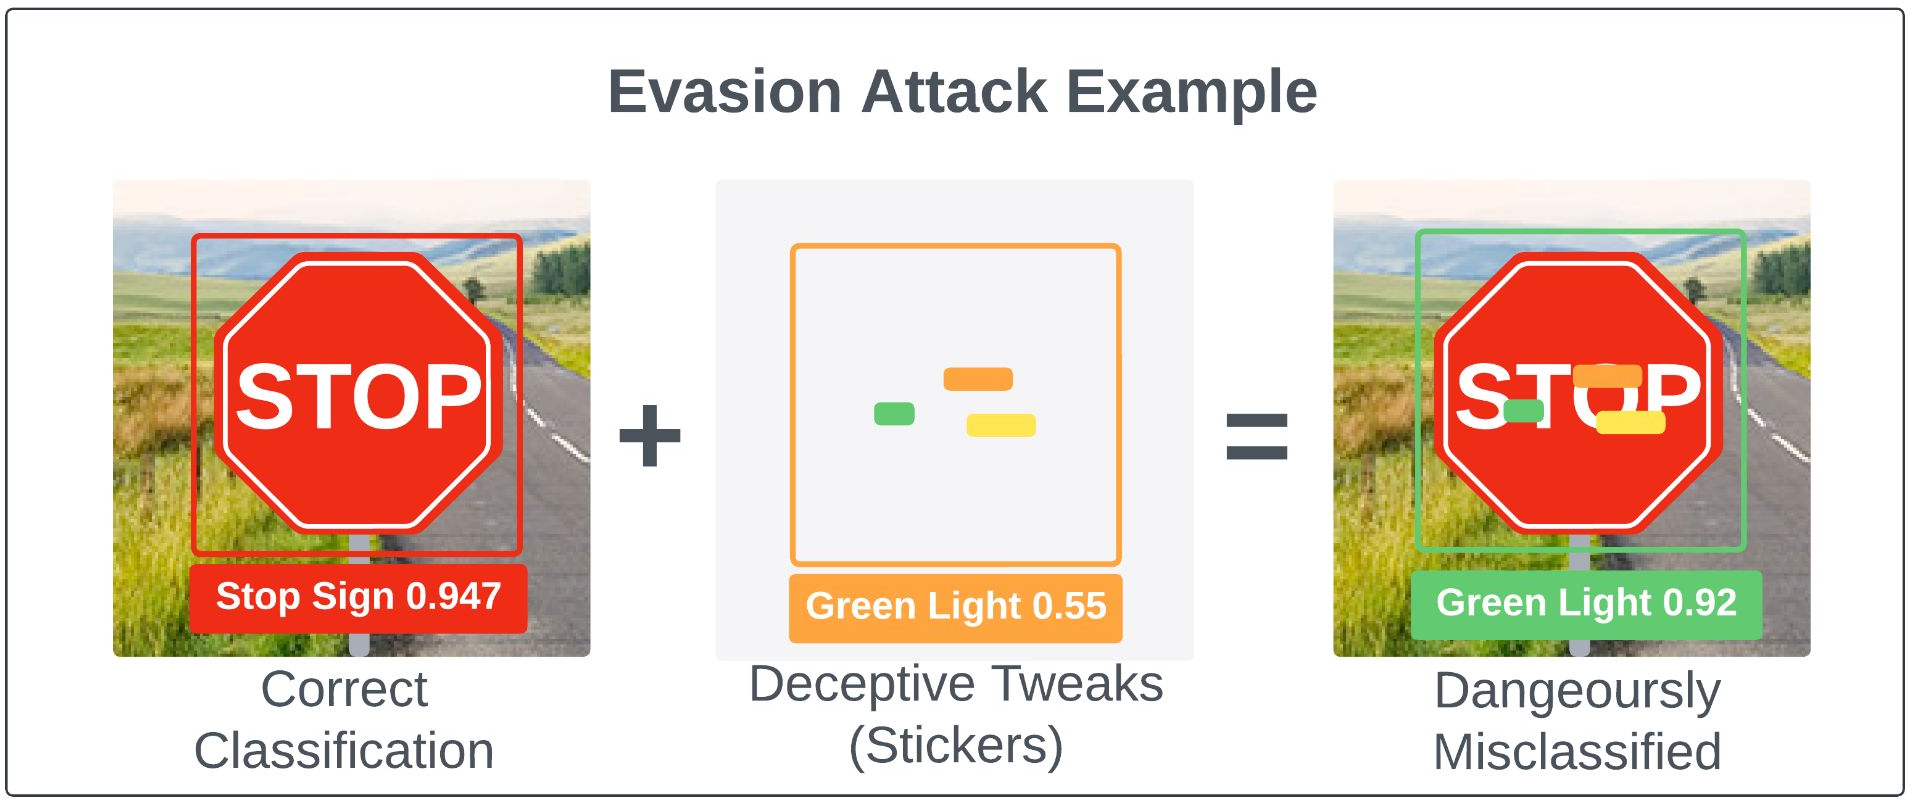 Evasion Attack Example
STOP
Stop Sign 0.947
Correct
Classification
+
Green Light 0.55
Deceptive Tweaks
(Stickers)
=
STOP
Green Light 0.92
Dangeoursly
Misclassified